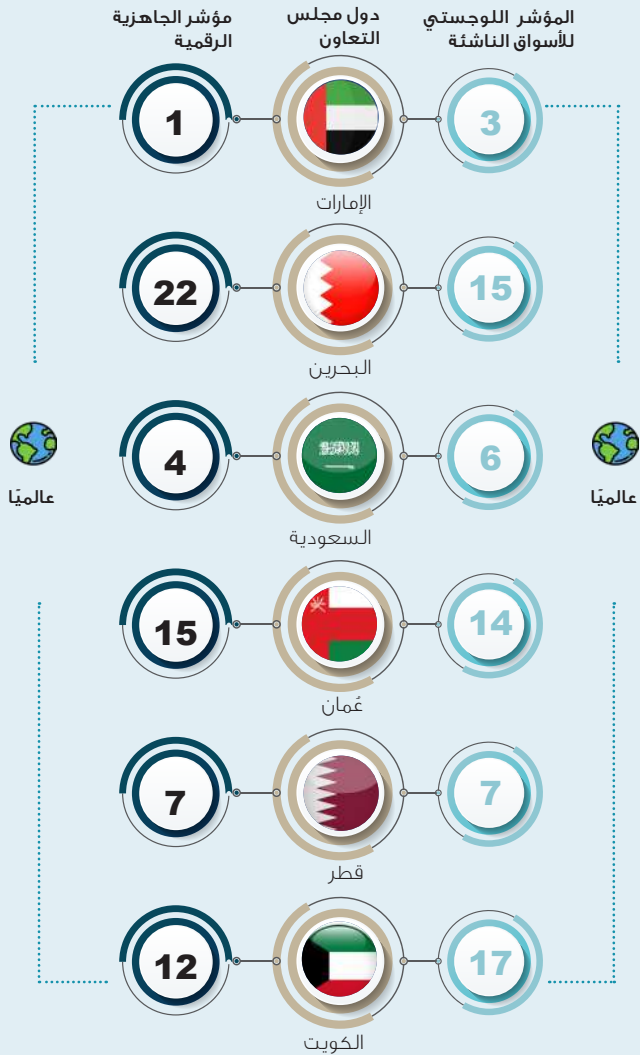 المؤشر اللوجستي
للأسواق الناشئة
دول مجلس
التعاون
مؤشر الجاهزية
الرقمية
3
1
الإمارات
15
22
البحرين
6
4
السعودية
عالميًا
عالميًا
14
15
عُمان
7
7
قطر
17
12
الكويت